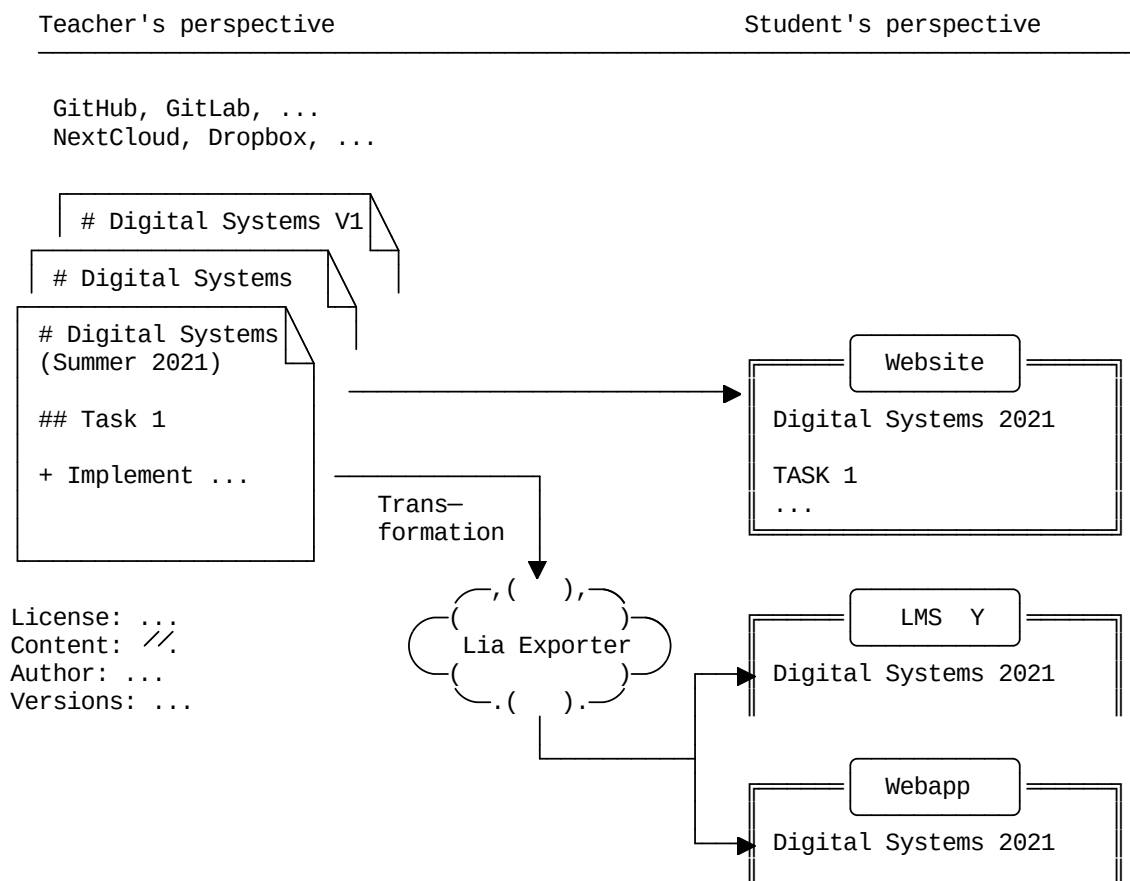 Teacher's perspective
Student's perspective
GitHub, GitLab, ...
NextCloud, Dropbox, ...
# Digital Systems V1
# Digital Systems
# Digital Systems
(Summer 2021)
## Task 1
+ Implement ...
Trans—
formation
Lia Exporter
License: ...
Content: //.
Author: ...
Versions: ...
Website
Digital Systems 2021
TASK 1
...
LMS Y
Digital Systems 2021
Webapp
Digital Systems 2021